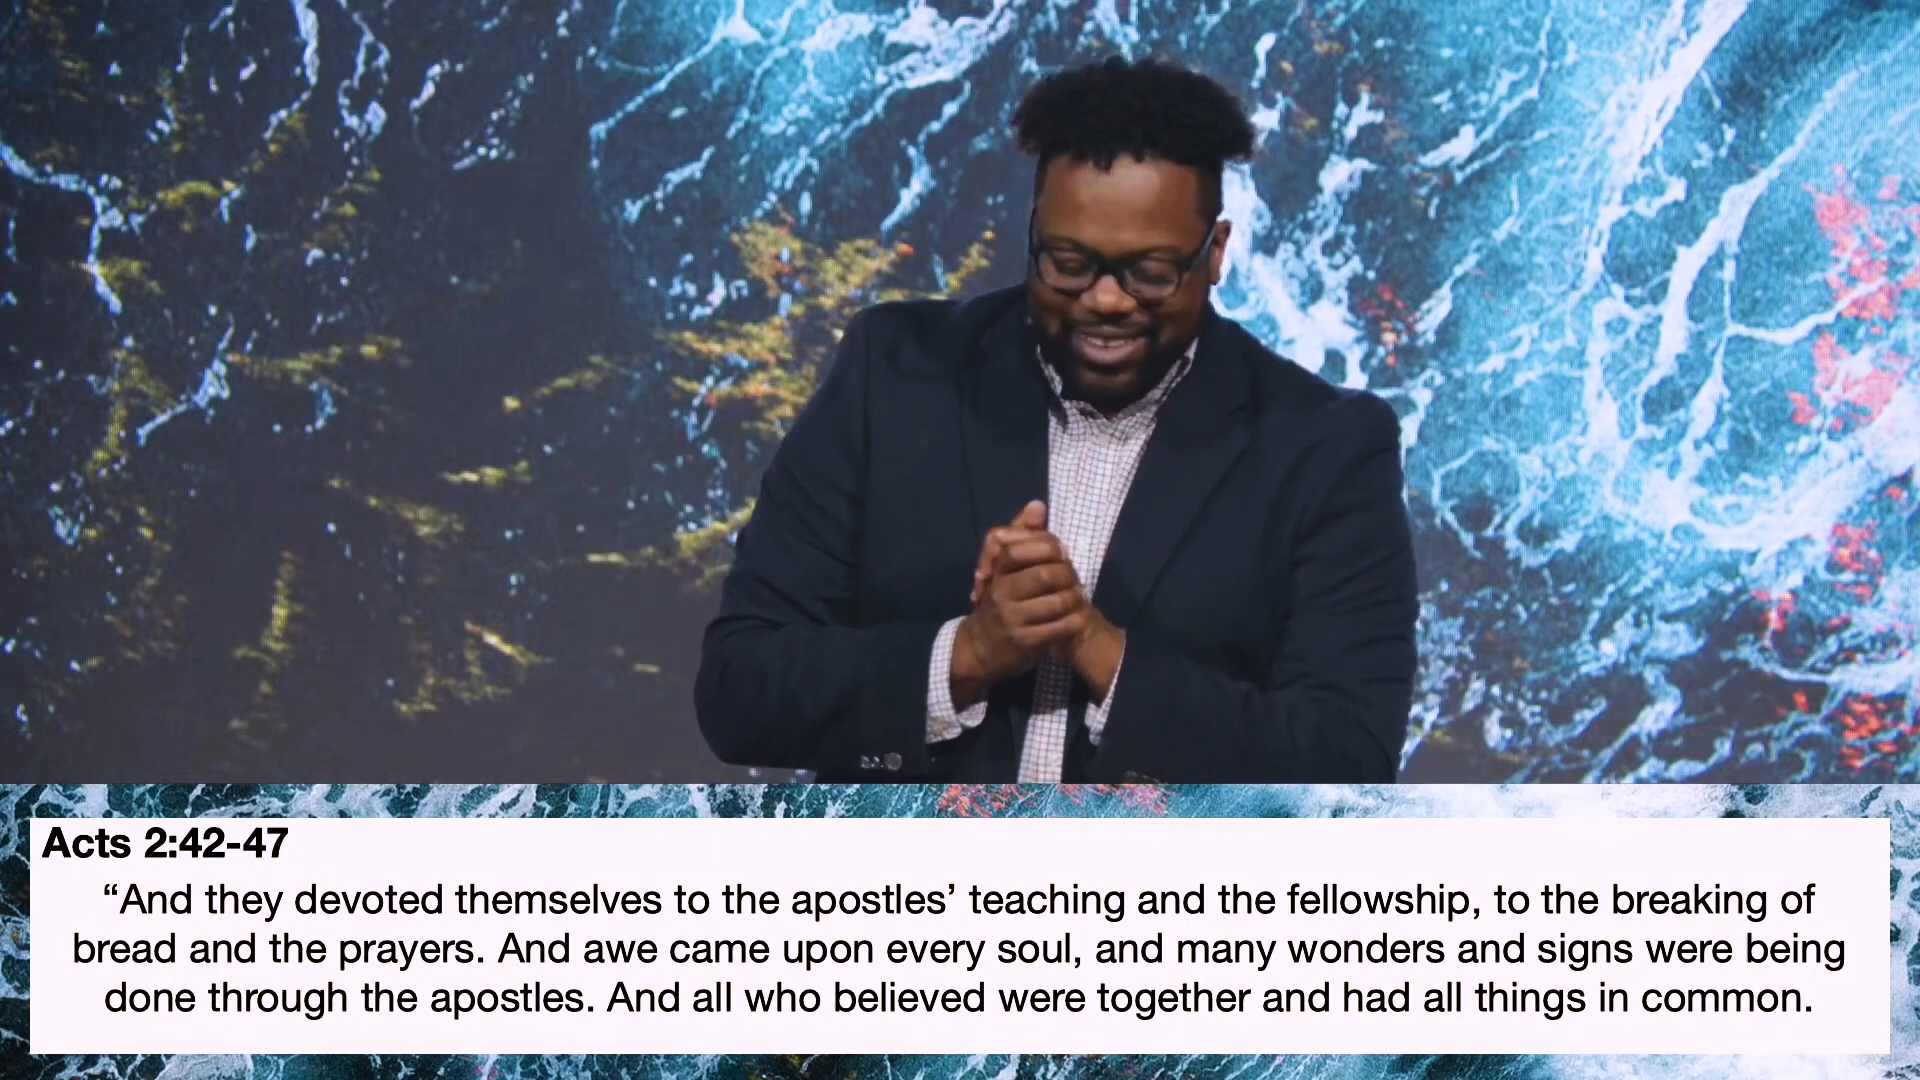 Acts 2:42-47
“And they devoted themselves to the apostles’ teaching and the fellowship, to the breaking of
bread and the prayers. And awe came upon every soul, and many wonders and signs were being
done through the apostles. And all who believed were together and had all things in common.